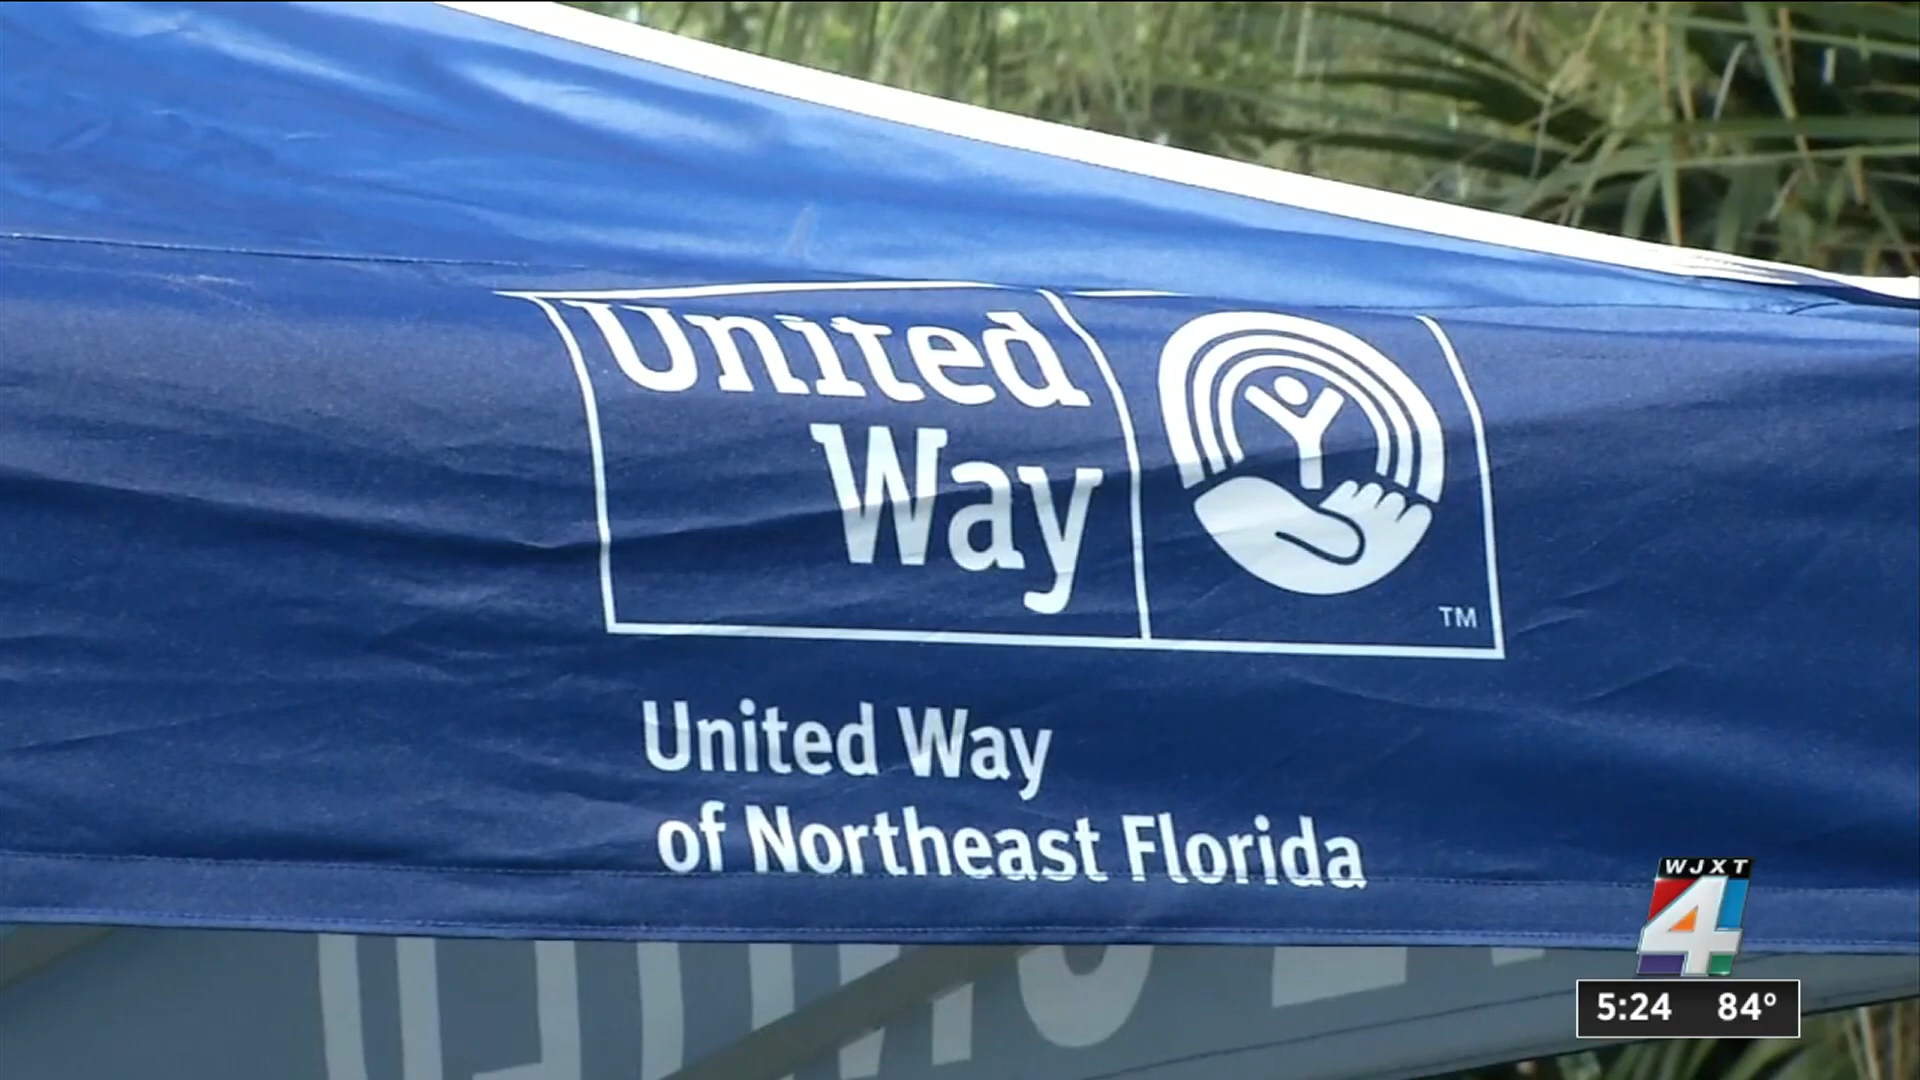 United
Way
TM
United Way
of Northeast Florida
WJXT
4
5:24 84°